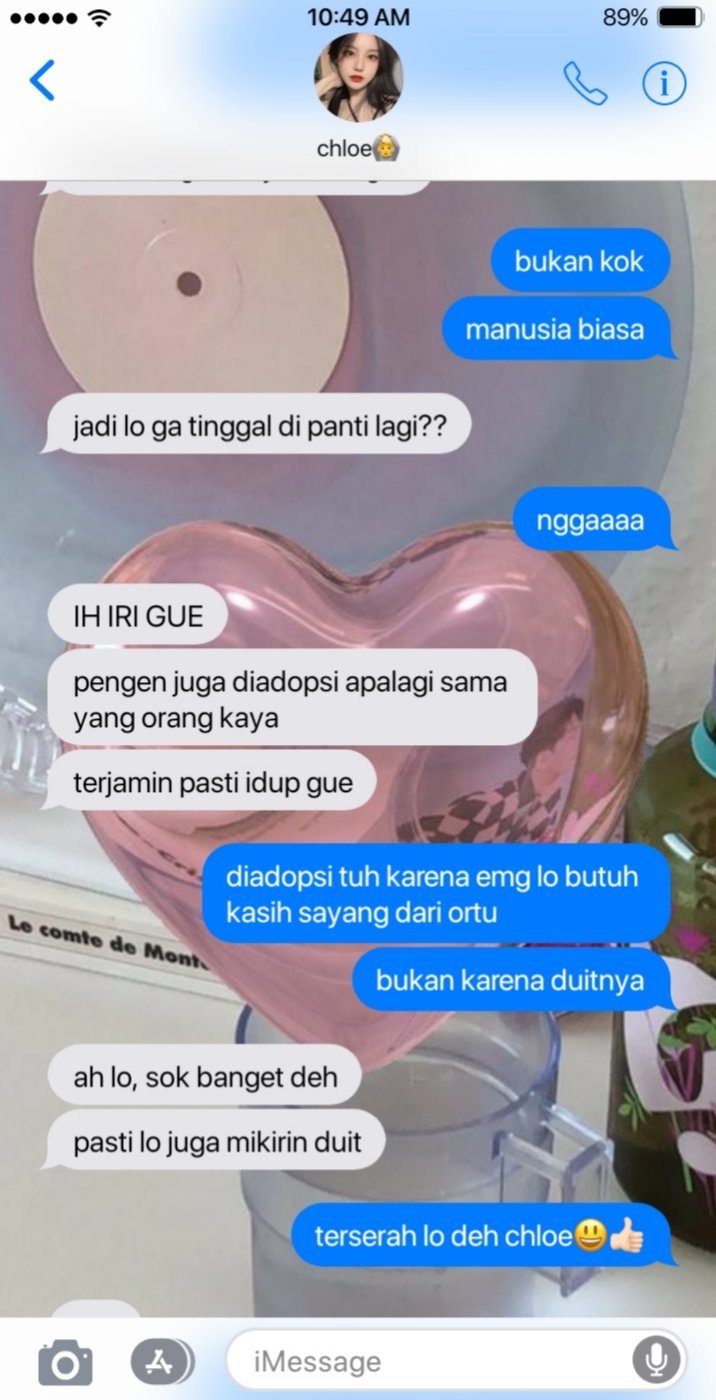 10:49 AM
89%
chloe👰
bukan kok
manusia biasa
jadi lo ga tinggal di panti lagi??
nggaaaa
IH IRI GUE
pengen juga diadopsi apalagi sama
yang orang kaya
terjamin pasti idup gue
diadopsi tuh karena emg lo butuh
kasih sayang dari ortu
bukan karena duitnya
Le comte de Mont
ah lo, sok banget deh
pasti lo juga mikirin duit
terserah lo deh chloe😃👍🏻
iMessage